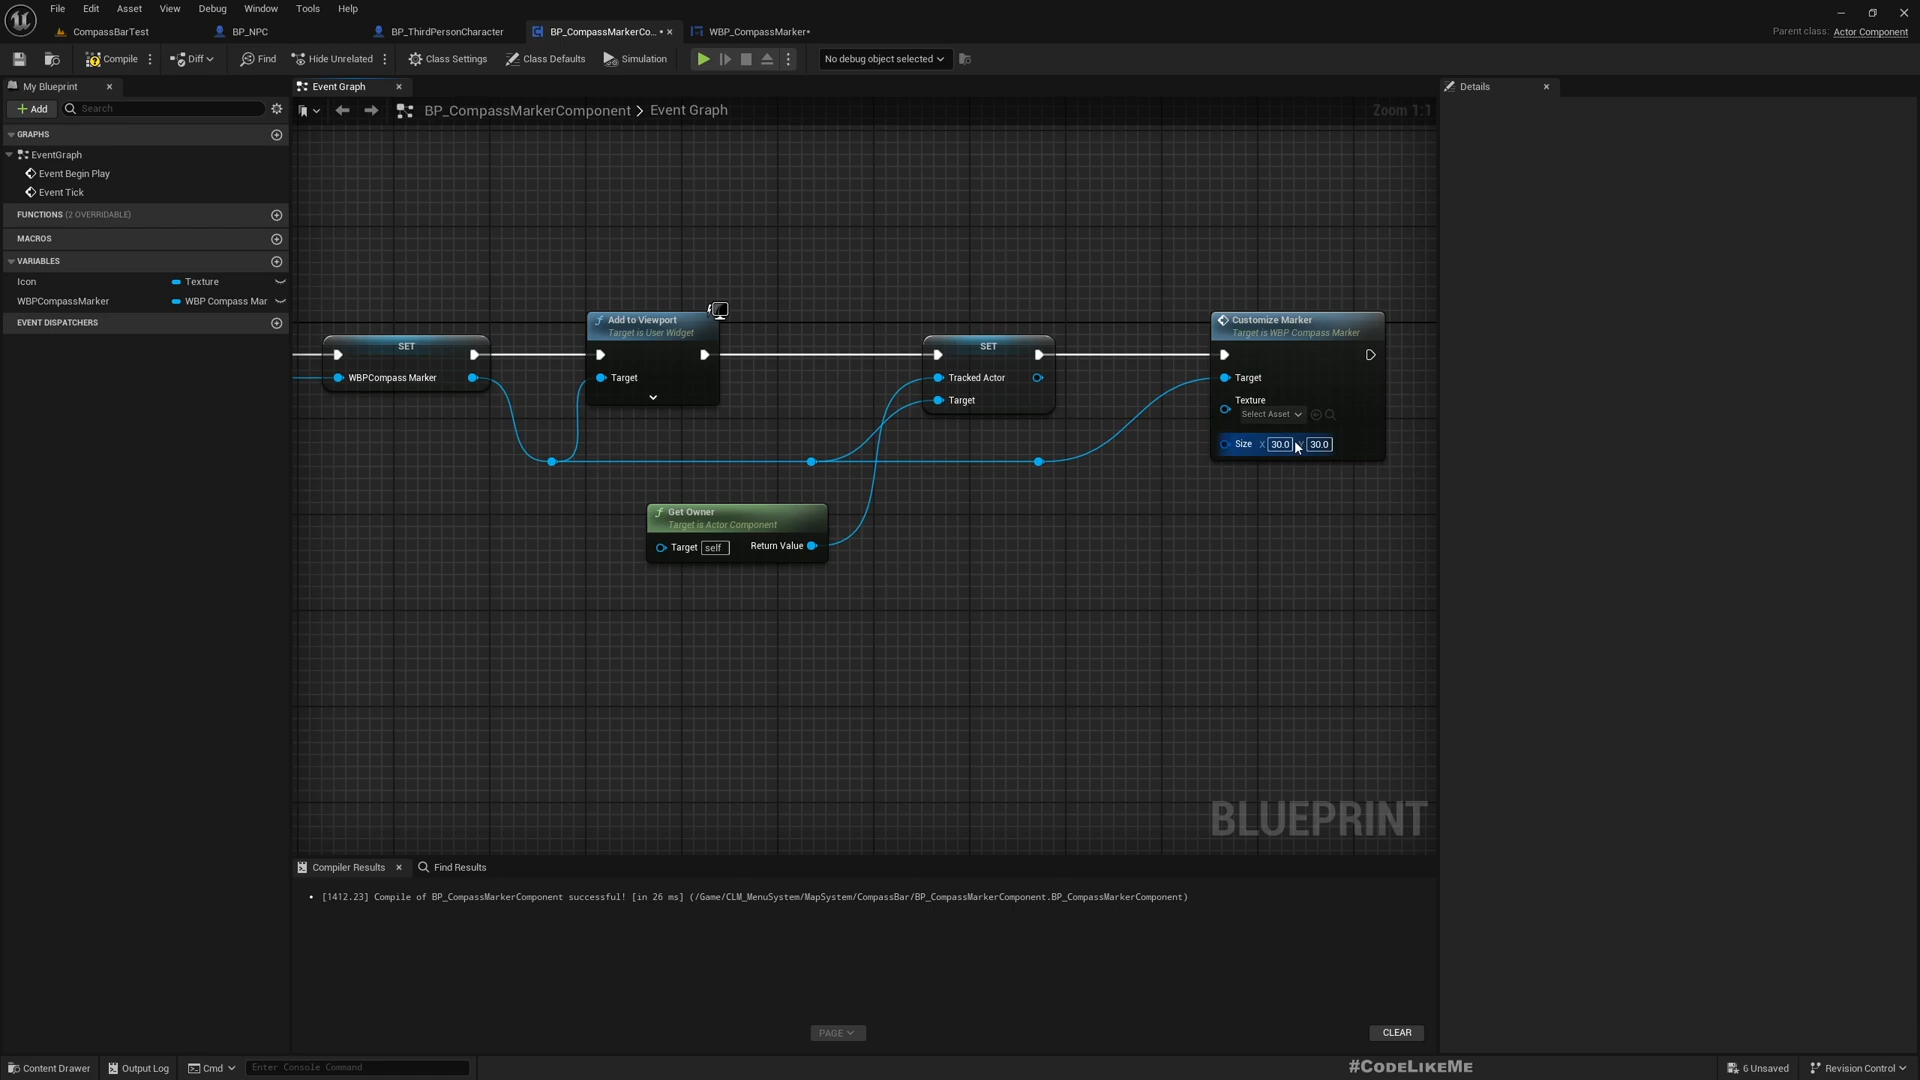 File Edit Asset View Debug Window Tools Help
CompassBarTest
BP_NPC
BP_ThirdPersonCharacter
BP_CompassMarkerCo...•
WBP_CompassMarker•
Parent class: Actor Component
Compile
Diff
Find
Hide Unrelated
Class Settings
Class Defaults
Simulation
No debug object selected
My Blueprint
Event Graph
Details
Add
Search
BP_CompassMarkerComponent > Event Graph
Zoom 1:1
GRAPHS
EventGraph
Event Begin Play
Event Tick
FUNCTIONS (2 OVERRIDABLE)
MACROS
VARIABLES
Icon Texture
WBPCompassMarker WBP Compass Mar
EVENT DISPATCHERS
SET
WBPCompass Marker
Add to Viewport
Target is User Widget
Target
SET
Tracked Actor
Target
Customize Marker
Target is WBP Compass Marker
Target
Texture
Select Asset
Size X 30.0 Y 30.0
Get Owner
Target is Actor Component
Target self Return Value
BLUEPRINT
Compiler Results
Find Results
• [1412.23] Compile of BP_CompassMarkerComponent successful! [in 26 ms] (/Game/CLM_MenuSystem/MapSystem/CompassBar/BP_CompassMarkerComponent.BP_CompassMarkerComponent)
PAGE
CLEAR
Content Drawer
Output Log
Cmd
Enter Console Command
#CODELIKEME
6 Unsaved
Revision Control